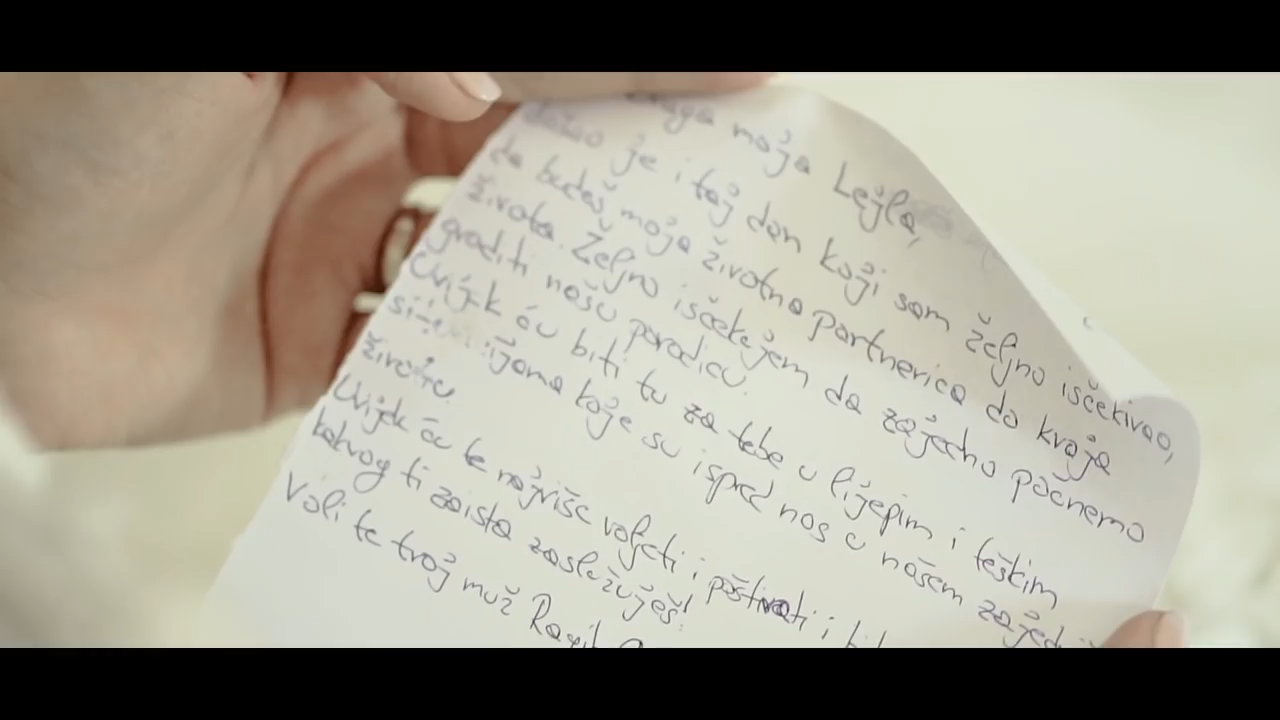 moja Lejla,
je i taj dan koji sam željno iščekivao,
da budeš moja životna partnerica do kraja
života. Željno iščekujem da zajedno počnemo
graditi našu porodicu.
Uvijek ću biti tu za tebe u lijepim i teškim
koje su ispred nas u našem
životu.
Uvijek ću te najviše voljeti i poštivati i
kakvog ti zaista zaslužuješ!
Voli te tvoj muž